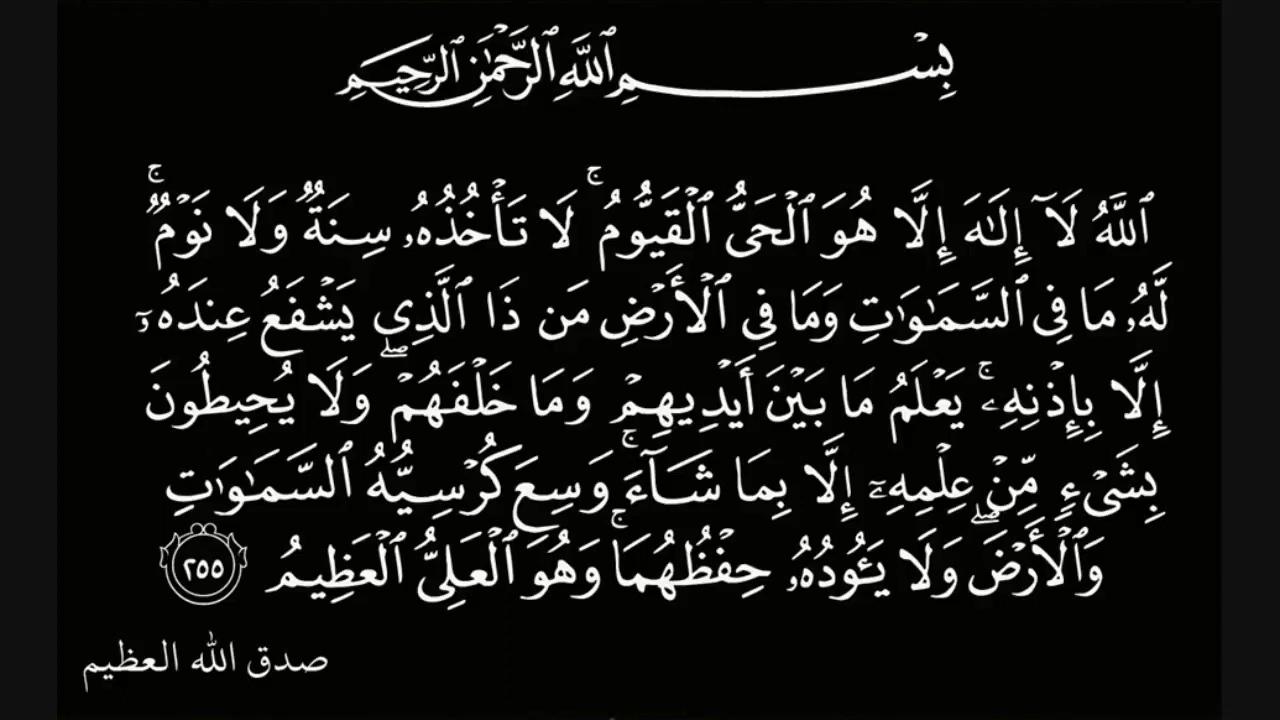 بِسْمِ ٱللَّهِ ٱلرَّحْمَٰنِ ٱلرَّحِيمِ
ٱللَّهُ لَآ إِلَٰهَ إِلَّا هُوَ ٱلْحَىُّ ٱلْقَيُّومُ ۚ لَا تَأْخُذُهُۥ سِنَةٌ وَلَا نَوْمٌ ۚ
لَّهُۥ مَا فِى ٱلسَّمَٰوَٰتِ وَمَا فِى ٱلْأَرْضِ مَن ذَا ٱلَّذِى يَشْفَعُ عِندَهُۥٓ
إِلَّا بِإِذْنِهِۦ ۚ يَعْلَمُ مَا بَيْنَ أَيْدِيهِمْ وَمَا خَلْفَهُمْ ۖ وَلَا يُحِيطُونَ
بِشَىْءٍ مِّنْ عِلْمِهِۦٓ إِلَّا بِمَا شَآءَ ۚ وَسِعَ كُرْسِيُّهُ ٱلسَّمَٰوَٰتِ
وَٱلْأَرْضَ ۖ وَلَا يَـُٔودُهُۥ حِفْظُهُمَا ۚ وَهُوَ ٱلْعَلِىُّ ٱلْعَظِيمُ ٢٥٥
صدق الله العظيم